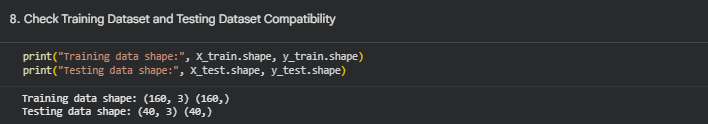 8. Check Training Dataset and Testing Dataset Compatibility
print("Training data shape:", X_train.shape, y_train.shape)
print("Testing data shape:", X_test.shape, y_test.shape)
Training data shape: (160, 3) (160,)
Testing data shape: (40, 3) (40,)